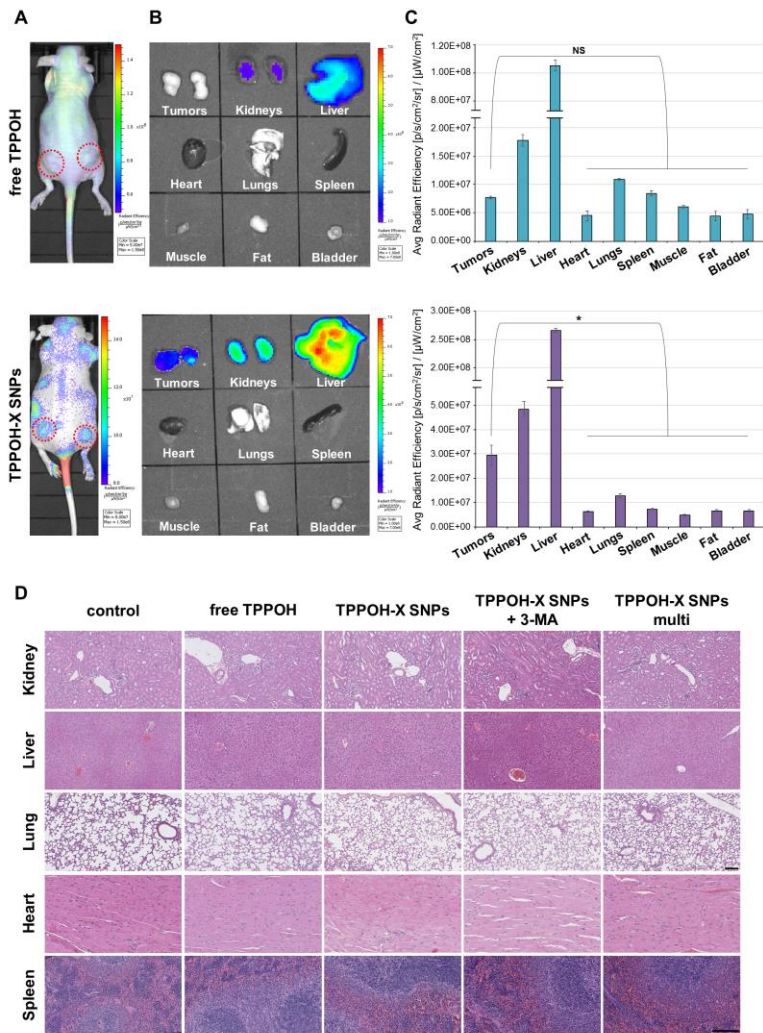 A
B
C
free TPPOH
Tumors Kidneys Liver
Heart Lungs Spleen
Muscle Fat Bladder
Avg Radiant Efficiency [p/s/cm²/sr] / [µW/cm²]
1.20E+08
1.00E+08
5.10E+07
2.00E+07
1.50E+07
1.00E+07
5.00E+06
0.00E+00
NS
Tumors Kidneys Liver Heart Lungs Spleen Muscle Fat Bladder
TPPOH-X SNPs
Tumors Kidneys Liver
Heart Lungs Spleen
Muscle Fat Bladder
Avg Radiant Efficiency [p/s/cm²/sr] / [µW/cm²]
3.00E+08
2.50E+08
5.00E+07
4.00E+07
3.00E+07
2.00E+07
1.00E+07
0.00E+00
*
Tumors Kidneys Liver Heart Lungs Spleen Muscle Fat Bladder
D
control
free TPPOH
TPPOH-X SNPs
TPPOH-X SNPs
+ 3-MA
TPPOH-X SNPs
multi
Kidney
Liver
Lung
Heart
Spleen